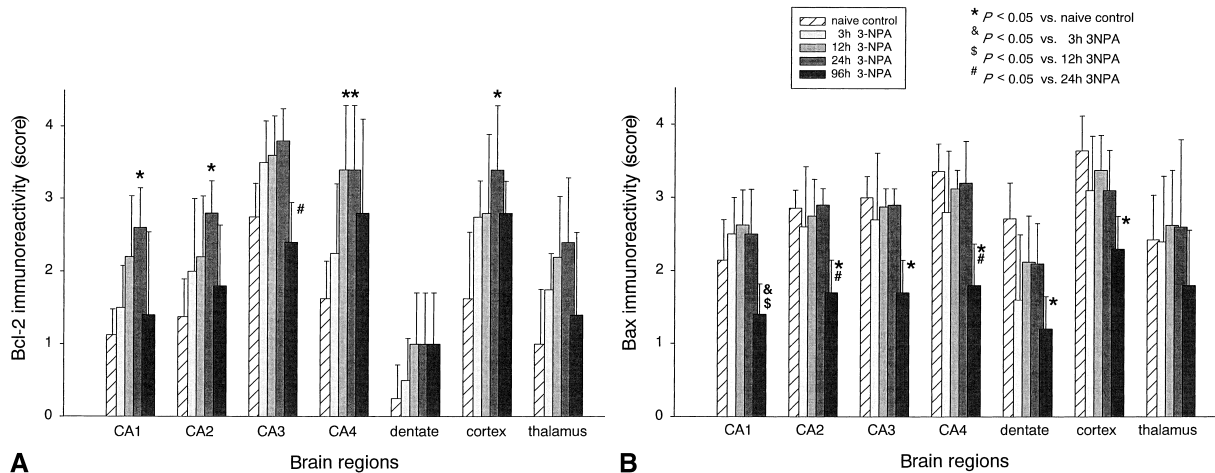 naive control
3h 3-NPA
12h 3-NPA
24h 3-NPA
96h 3-NPA
* P < 0.05 vs. naive control
& P < 0.05 vs. 3h 3NPA
$ P < 0.05 vs. 12h 3NPA
# P < 0.05 vs. 24h 3NPA
Bcl-2 immunoreactivity (score)
4
3
2
1
0
*
*
#
**
*
CA1 CA2 CA3 CA4 dentate cortex thalamus
Brain regions
A
Bax immunoreactivity (score)
4
3
2
1
0
&
$
*
#
*
*
#
*
*
CA1 CA2 CA3 CA4 dentate cortex thalamus
Brain regions
B